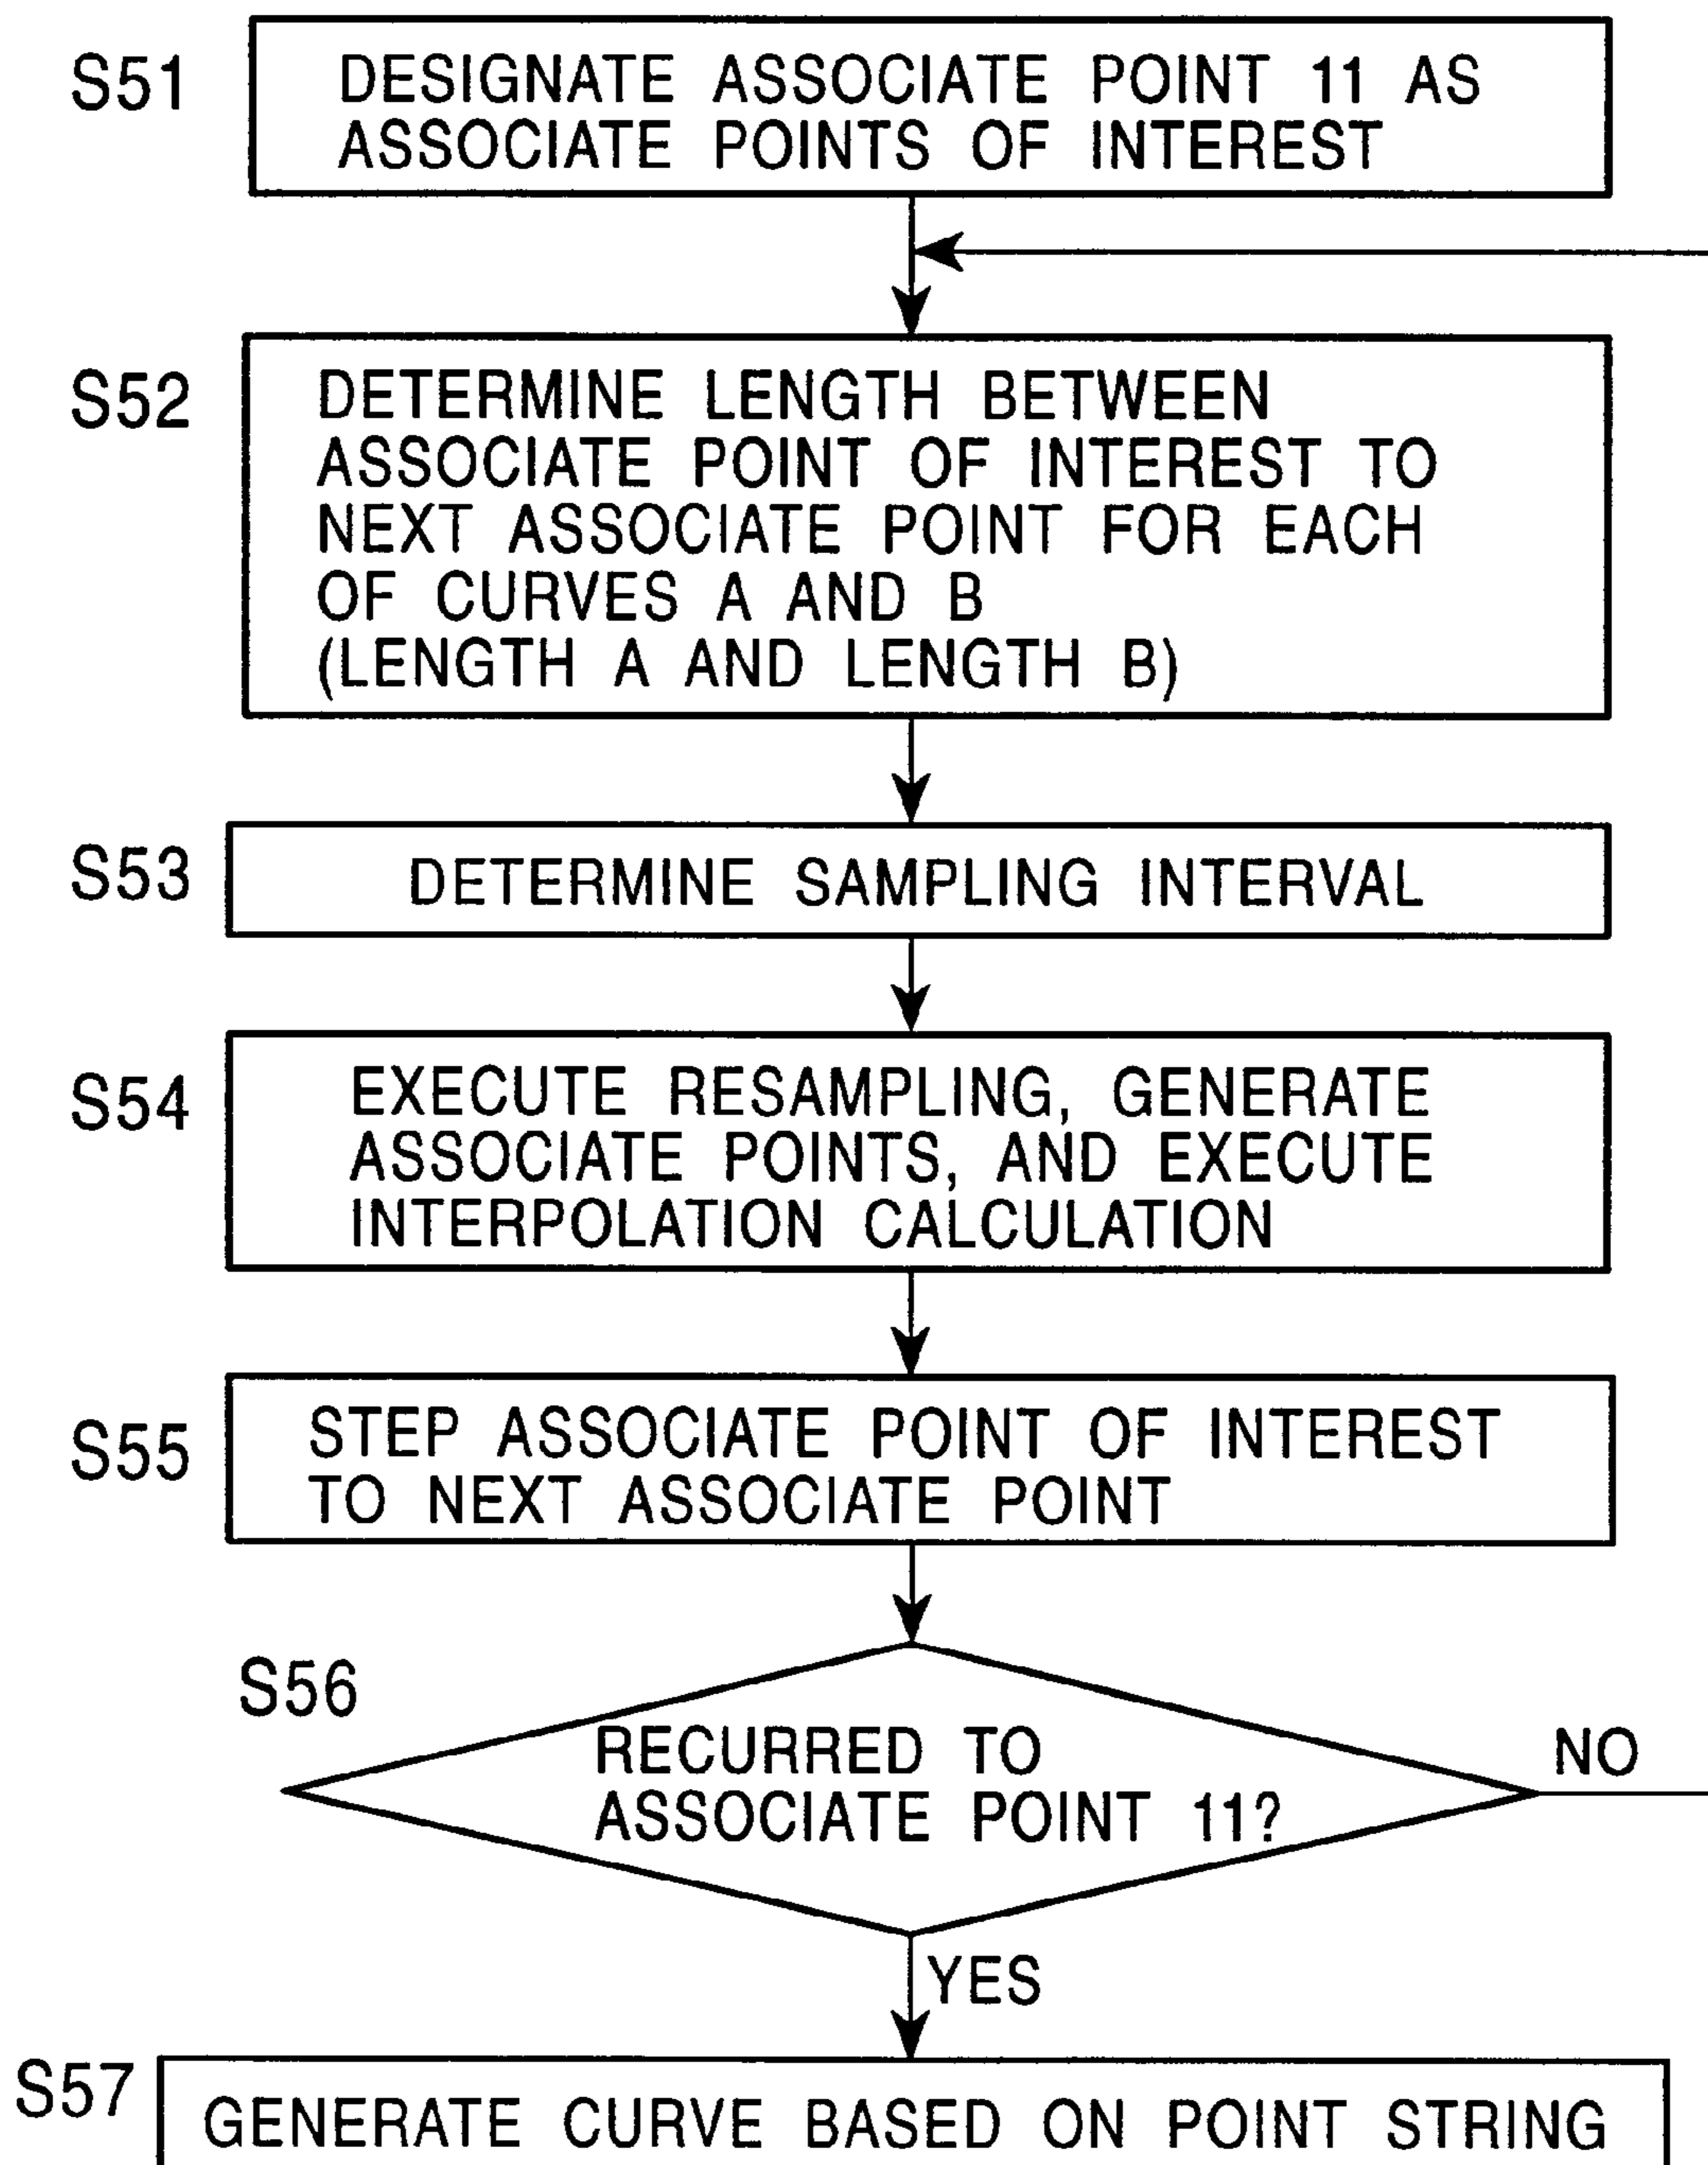 S51
DESIGNATE ASSOCIATE POINT 11 AS
ASSOCIATE POINTS OF INTEREST
S52
DETERMINE LENGTH BETWEEN
ASSOCIATE POINT OF INTEREST TO
NEXT ASSOCIATE POINT FOR EACH
OF CURVES A AND B
(LENGTH A AND LENGTH B)
S53
DETERMINE SAMPLING INTERVAL
S54
EXECUTE RESAMPLING, GENERATE
ASSOCIATE POINTS, AND EXECUTE
INTERPOLATION CALCULATION
S55
STEP ASSOCIATE POINT OF INTEREST
TO NEXT ASSOCIATE POINT
S56
RECURRED TO
ASSOCIATE POINT 11?
NO
YES
S57
GENERATE CURVE BASED ON POINT STRING